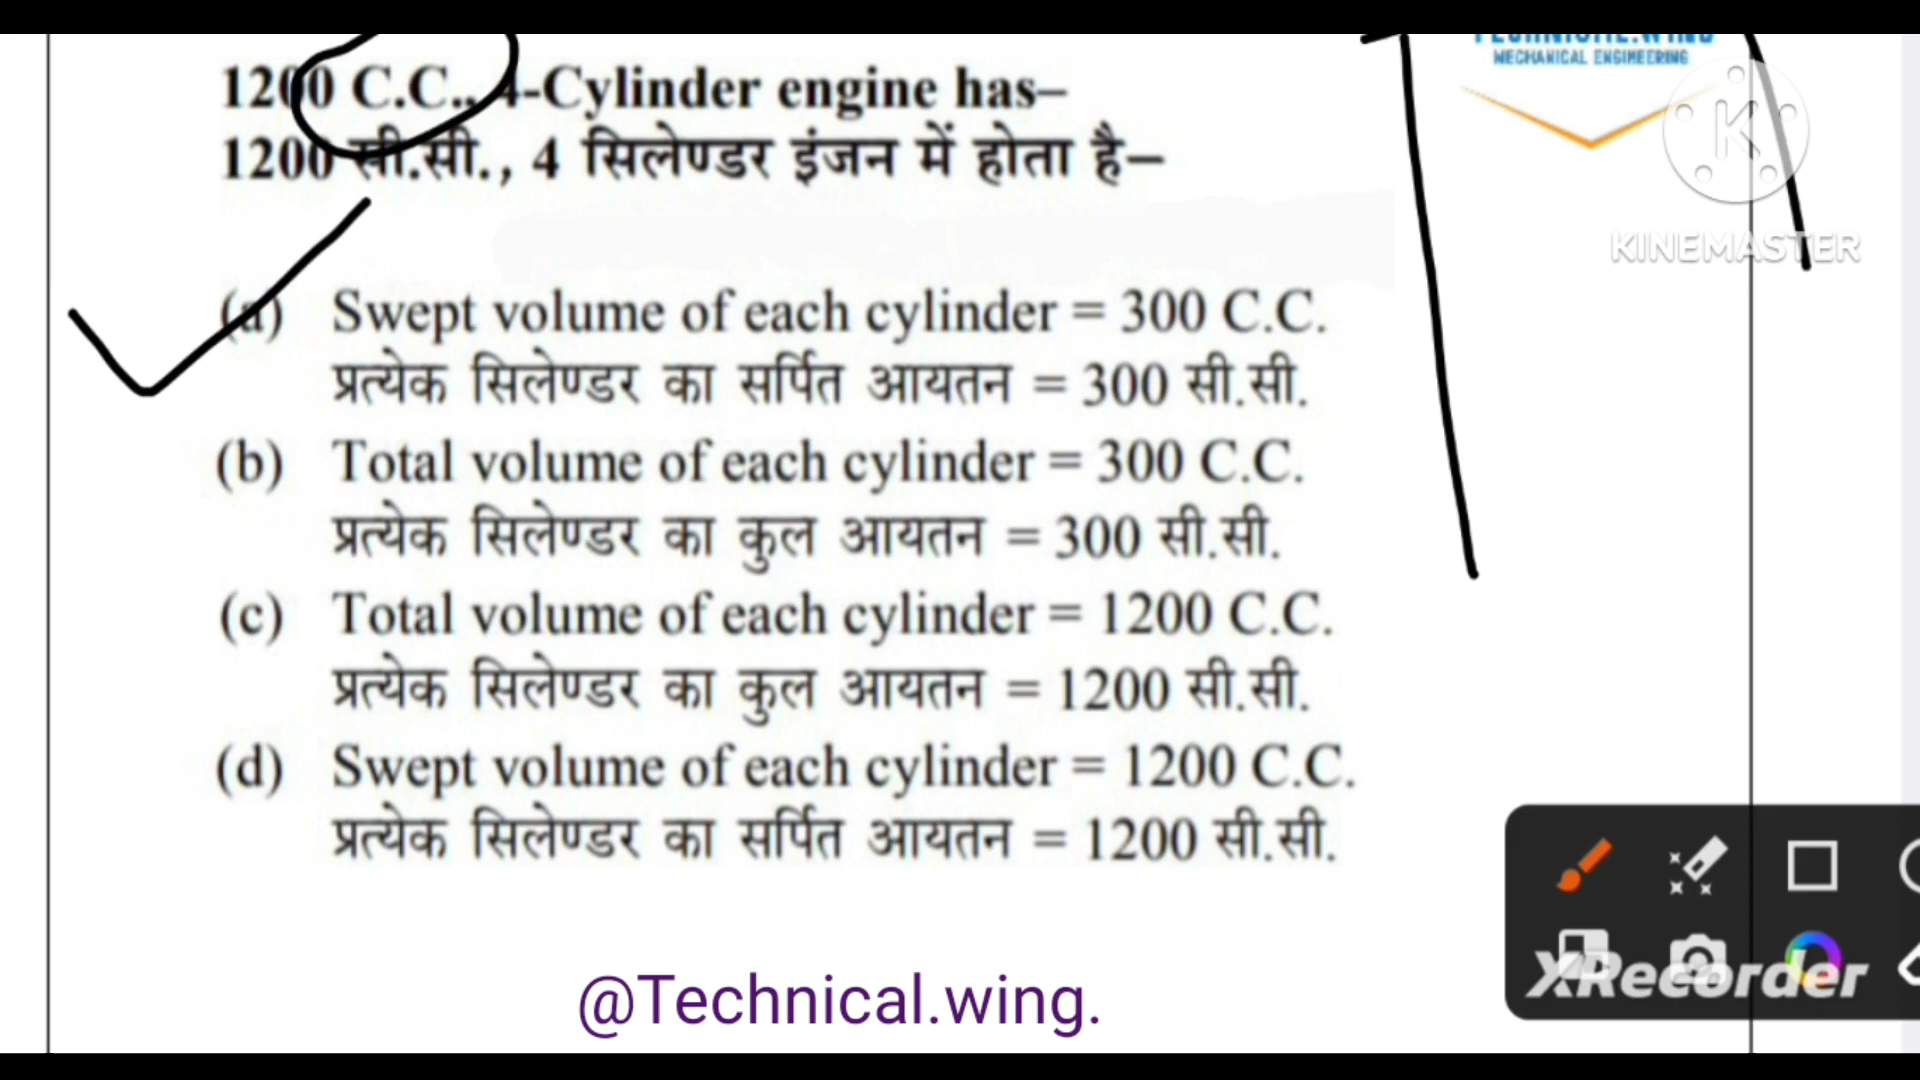 TECHNICAL.WING
MECHANICAL ENGINEERING
1200 C.C., 4-Cylinder engine has–
1200 सी.सी., 4 सिलेण्डर इंजन में होता है–
KINEMASTER
(a) Swept volume of each cylinder = 300 C.C.
प्रत्येक सिलेण्डर का सर्पित आयतन = 300 सी.सी.
(b) Total volume of each cylinder = 300 C.C.
प्रत्येक सिलेण्डर का कुल आयतन = 300 सी.सी.
(c) Total volume of each cylinder = 1200 C.C.
प्रत्येक सिलेण्डर का कुल आयतन = 1200 सी.सी.
(d) Swept volume of each cylinder = 1200 C.C.
प्रत्येक सिलेण्डर का सर्पित आयतन = 1200 सी.सी.
XRecorder
@Technical.wing.